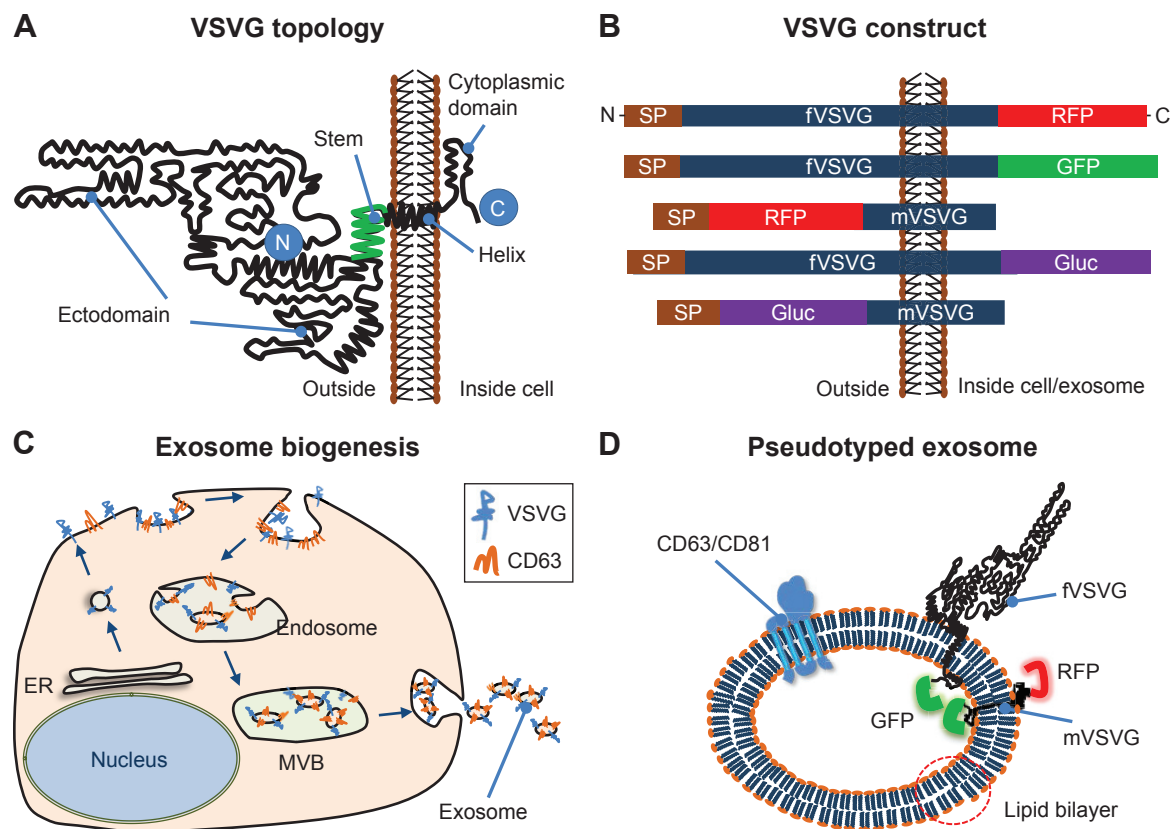 A
VSVG topology
Cytoplasmic
domain
Stem
N
C
Helix
Ectodomain
Outside
Inside cell
B
VSVG construct
N- SP fVSVG RFP -C
SP fVSVG GFP
SP RFP mVSVG
SP fVSVG Gluc
SP Gluc mVSVG
Outside
Inside cell/exosome
C
Exosome biogenesis
VSVG
CD63
Endosome
ER
Nucleus
MVB
Exosome
D
Pseudotyped exosome
CD63/CD81
fVSVG
RFP
GFP
mVSVG
Lipid bilayer